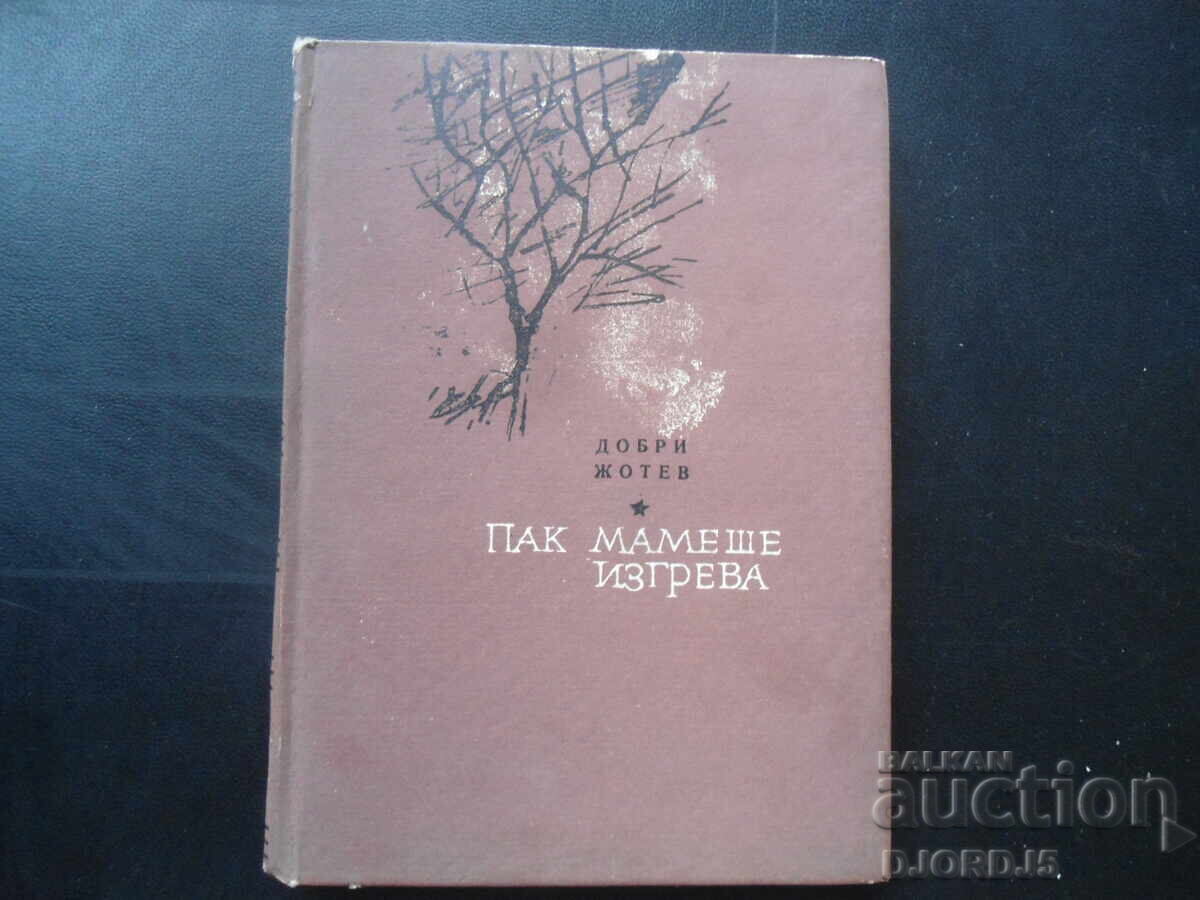 ДОБРИ
ЖОТЕВ
ПАК МАМЕШЕ
ИЗГРЕВА
BALKAN
auction
DJORDJ5